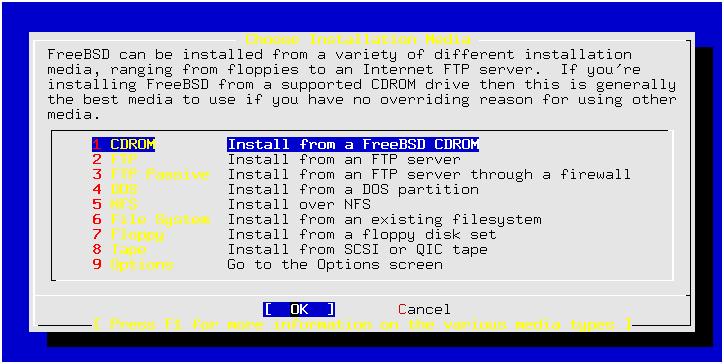 Choose Installation Media
FreeBSD can be installed from a variety of different installation
media, ranging from floppies to an Internet FTP server.  If you're
installing FreeBSD from a supported CDROM drive then this is generally
the best media to use if you have no overriding reason for using other
media.
1 CDROM Install from a FreeBSD CDROM
2 FTP Install from an FTP server
3 FTP Passive Install from an FTP server through a firewall
4 DOS Install from a DOS partition
5 NFS Install over NFS
6 File System Install from an existing filesystem
7 Floppy Install from a floppy disk set
8 Tape Install from SCSI or QIC tape
9 Options Go to the Options screen
[ OK ] Cancel
[ Press F1 for more information on the various media types ]